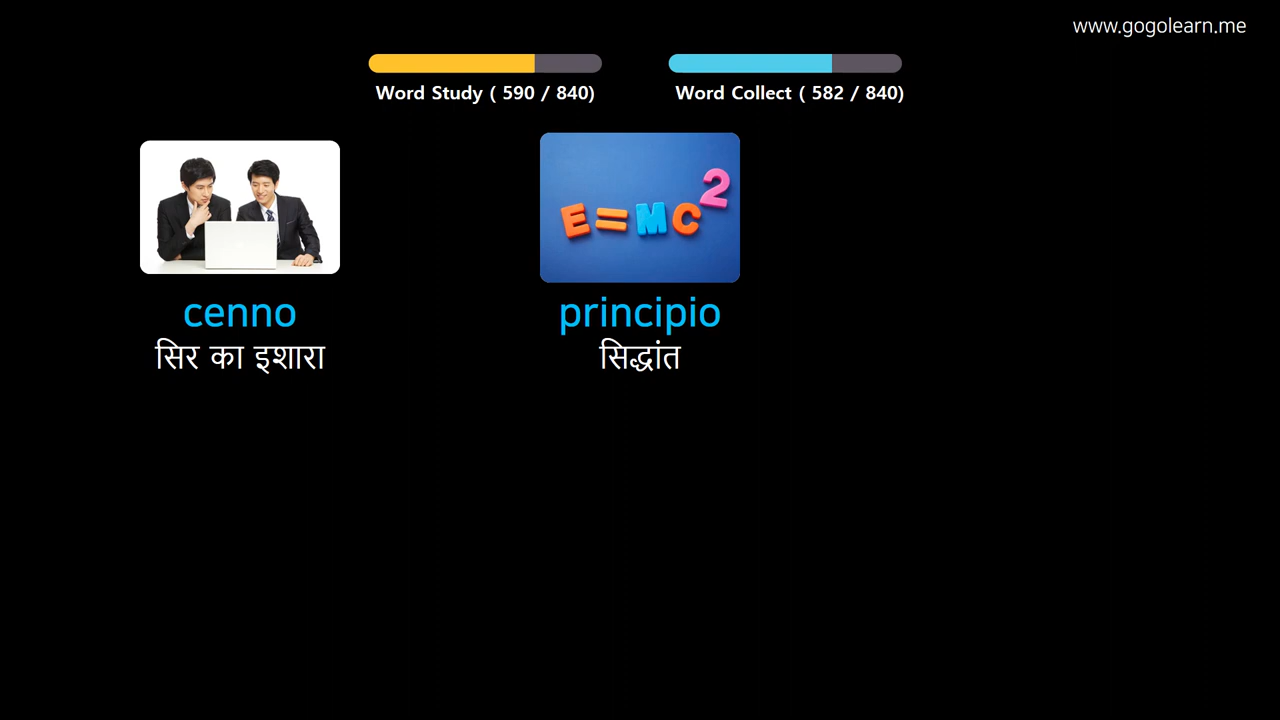 www.gogolearn.me
Word Study ( 590 / 840)
Word Collect ( 582 / 840)
E=MC2
cenno
principio
सिर का इशारा
सिद्धांत